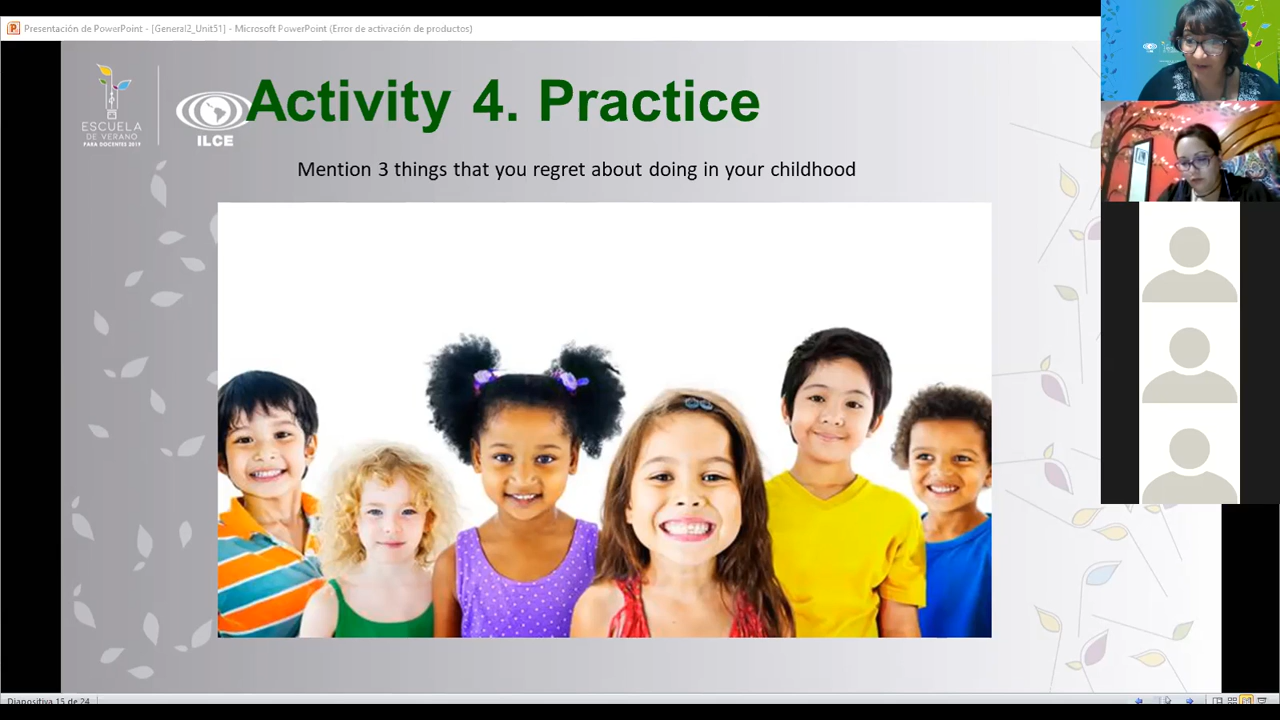 Presentación de PowerPoint - [General2_Unit51] - Microsoft PowerPoint (Error de activación de productos)
ESCUELA
DE VERANO
PARA DOCENTES 2019
ILCE
Activity 4. Practice
Mention 3 things that you regret about doing in your childhood
Diapositiva 15 de 24